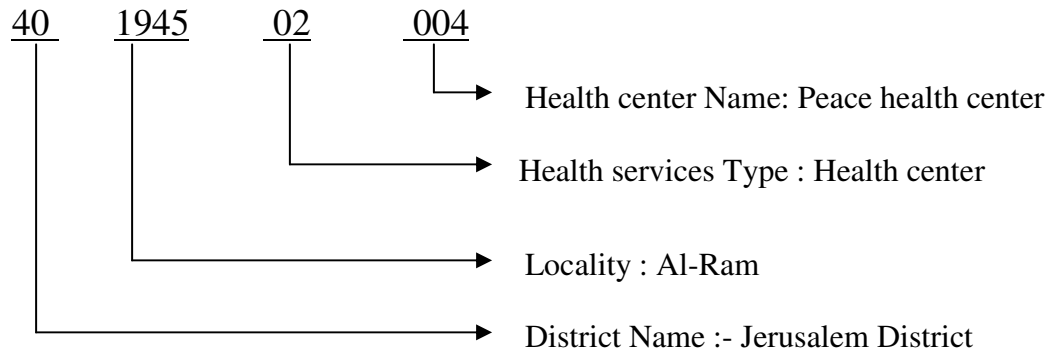 40 1945 02 004
Health center Name: Peace health center
Health services Type : Health center
Locality : Al-Ram
District Name :- Jerusalem District